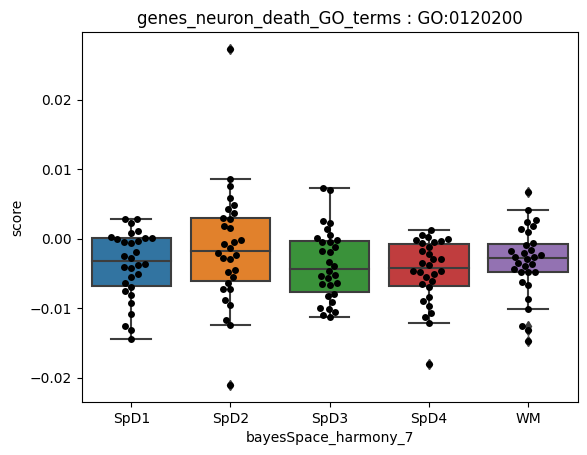 genes_neuron_death_GO_terms : GO:0120200
score
0.02
0.01
0.00
−0.01
−0.02
SpD1 SpD2 SpD3 SpD4 WM
bayesSpace_harmony_7